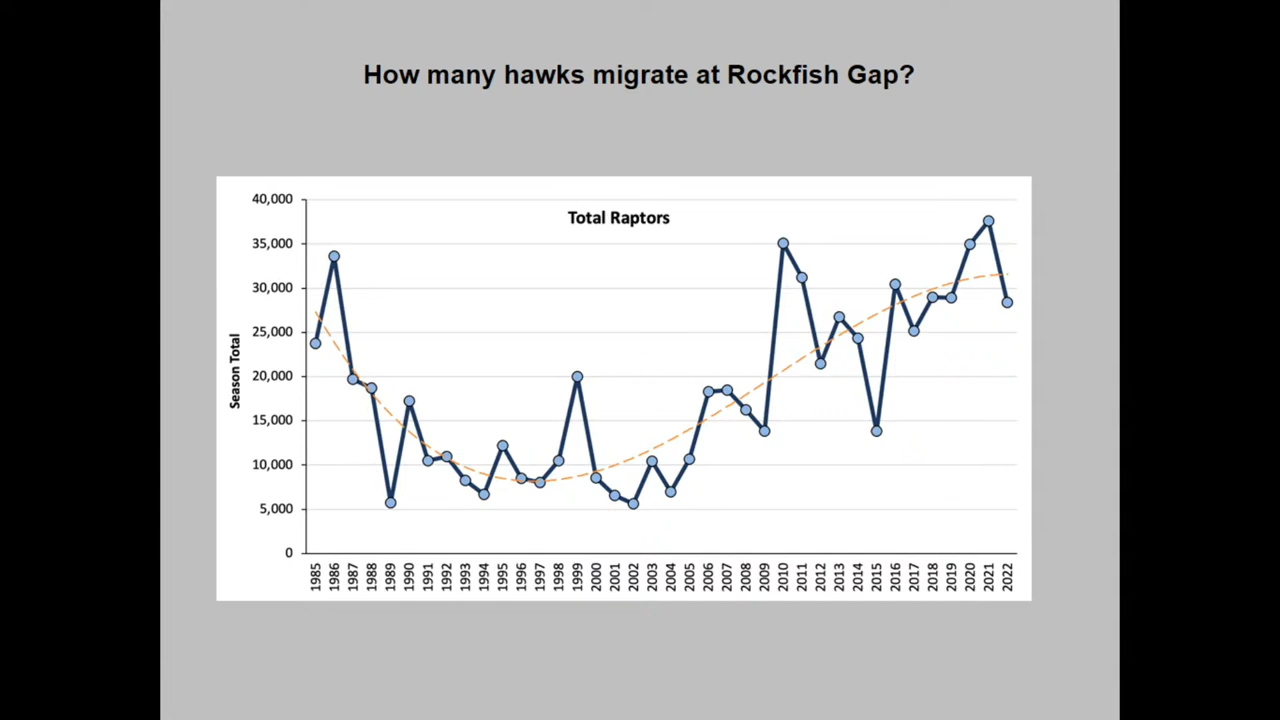 How many hawks migrate at Rockfish Gap?
Total Raptors
Season Total
40,000
35,000
30,000
25,000
20,000
15,000
10,000
5,000
0
1985 1986 1987 1988 1989 1990 1991 1992 1993 1994 1995 1996 1997 1998 1999 2000 2001 2002 2003 2004 2005 2006 2007 2008 2009 2010 2011 2012 2013 2014 2015 2016 2017 2018 2019 2020 2021 2022